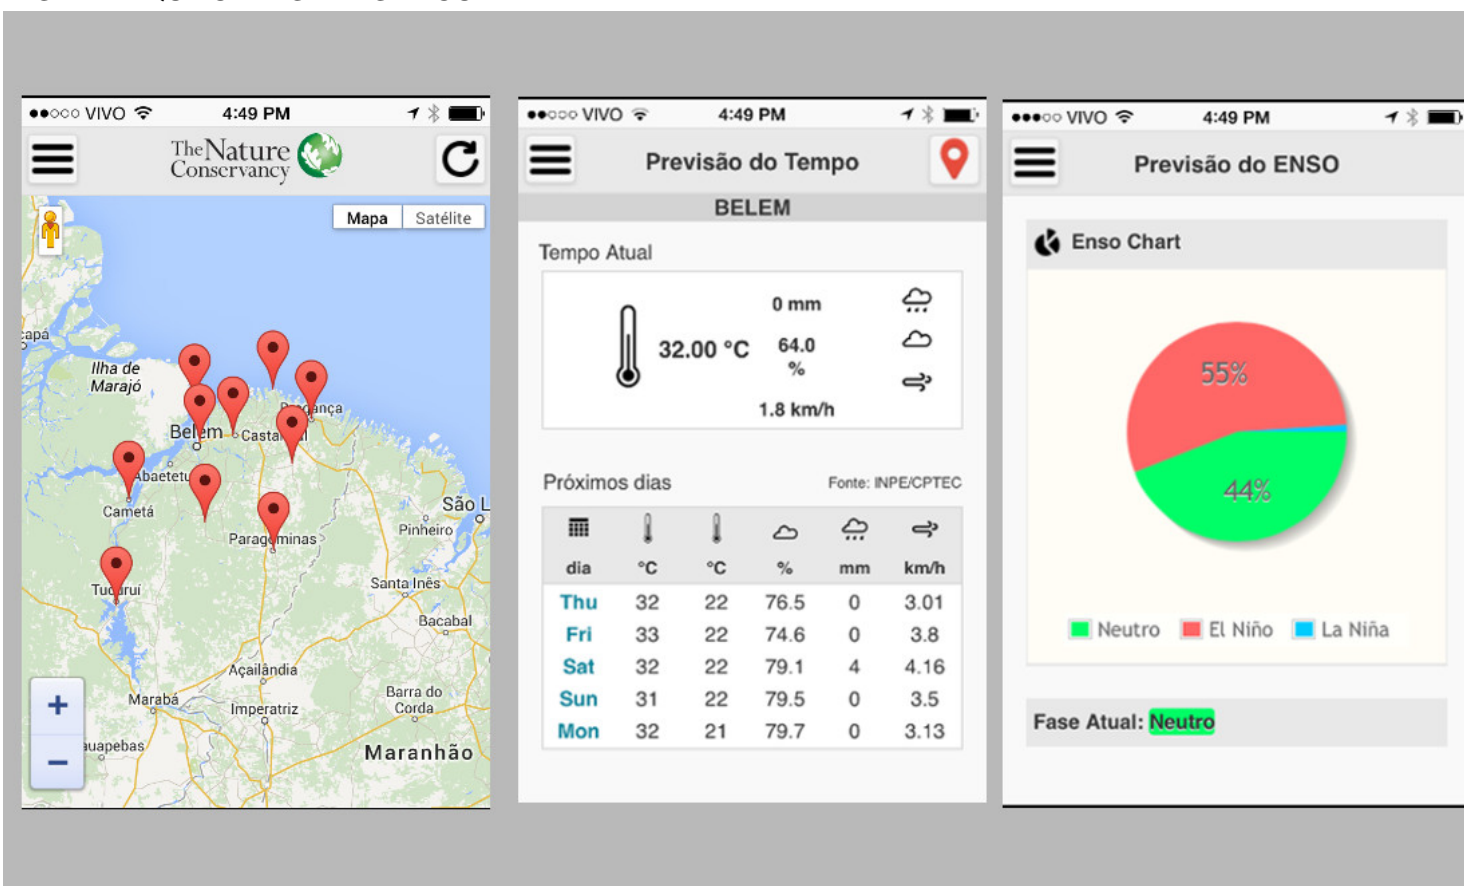 VIVO 4:49 PM
The Nature
Conservancy
Mapa Satélite
Ilha de
Marajó
Belém
Cametá
São L
Pinheiro
Paragominas
Santa Inês
Bacabal
Açailândia
Marabá
Imperatriz
Barra do
Corda
Maranhão
+
−
VIVO 4:49 PM
Previsão do Tempo
BELEM
Tempo Atual
0 mm
32.00 °C 64.0
%
1.8 km/h
Próximos dias Fonte: INPE/CPTEC
dia °C °C % mm km/h
Thu 32 22 76.5 0 3.01
Fri 33 22 74.6 0 3.8
Sat 32 22 79.1 4 4.16
Sun 31 22 79.5 0 3.5
Mon 32 21 79.7 0 3.13
VIVO 4:49 PM
Previsão do ENSO
Enso Chart
55%
44%
Neutro El Niño La Niña
Fase Atual: Neutro